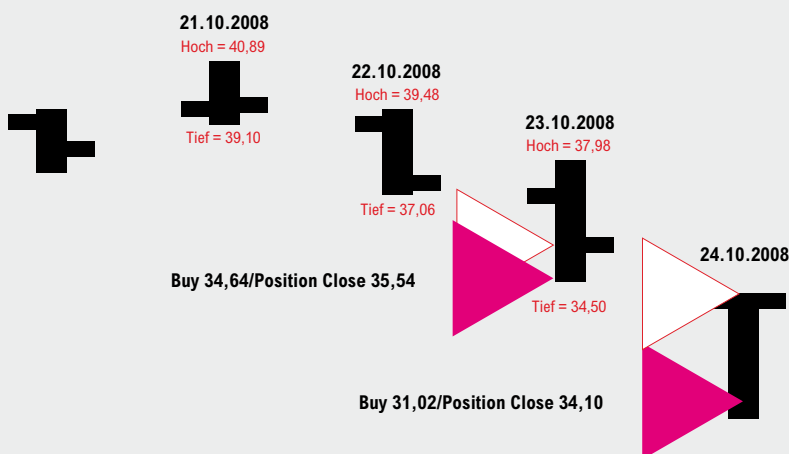 21.10.2008
Hoch = 40,89
Tief = 39,10
22.10.2008
Hoch = 39,48
Tief = 37,06
23.10.2008
Hoch = 37,98
Tief = 34,50
24.10.2008
Buy 34,64/Position Close 35,54
Buy 31,02/Position Close 34,10